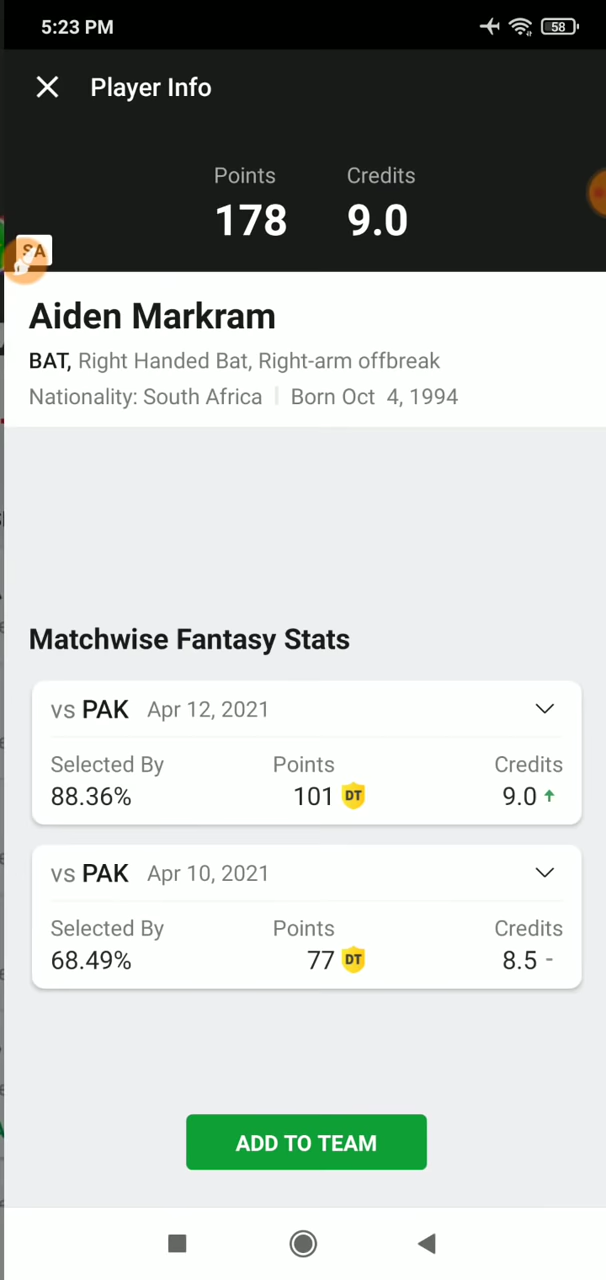 5:23 PM
58
Player Info
Points Credits
178 9.0
SA
Aiden Markram
BAT, Right Handed Bat, Right-arm offbreak
Nationality: South Africa Born Oct 4, 1994
Matchwise Fantasy Stats
vs PAK Apr 12, 2021
Selected By Points Credits
88.36% 101 DT 9.0
vs PAK Apr 10, 2021
Selected By Points Credits
68.49% 77 DT 8.5 -
ADD TO TEAM